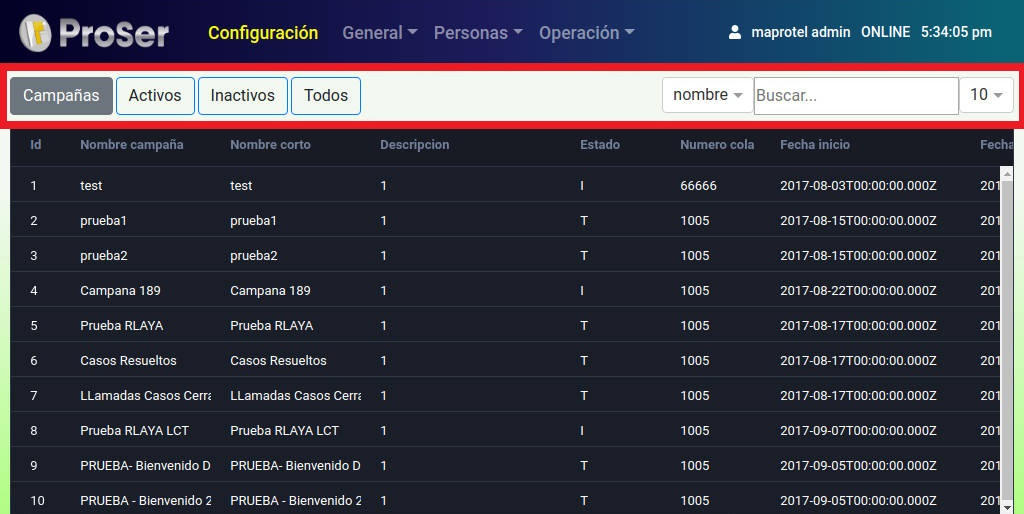 ProSer Configuración General Personas Operación maprotel admin ONLINE 5:34:05 pm
Campañas Activos Inactivos Todos nombre Buscar... 10
Id Nombre campaña Nombre corto Descripcion Estado Numero cola Fecha inicio Fecha
1 test test 1 I 66666 2017-08-03T00:00:00.000Z 201
2 prueba1 prueba1 1 T 1005 2017-08-15T00:00:00.000Z 201
3 prueba2 prueba2 1 T 1005 2017-08-15T00:00:00.000Z 201
4 Campana 189 Campana 189 1 I 1005 2017-08-22T00:00:00.000Z 201
5 Prueba RLAYA Prueba RLAYA 1 T 1005 2017-08-17T00:00:00.000Z 201
6 Casos Resueltos Casos Resueltos 1 T 1005 2017-08-17T00:00:00.000Z 201
7 LLamadas Casos Cerra LLamadas Casos Cerra 1 T 1005 2017-08-17T00:00:00.000Z 201
8 Prueba RLAYA LCT Prueba RLAYA LCT 1 I 1005 2017-09-07T00:00:00.000Z 201
9 PRUEBA- Bienvenido D PRUEBA- Bienvenido D 1 T 1005 2017-09-05T00:00:00.000Z 201
10 PRUEBA - Bienvenido 2 PRUEBA - Bienvenido 2 1 T 1005 2017-09-05T00:00:00.000Z 201